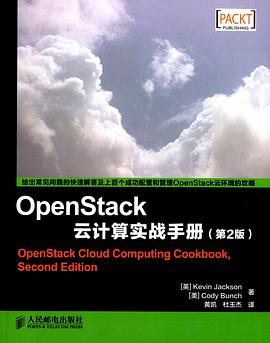 PACKT
PUBLISHING
给出常见问题的快速解答及上百个成功配置和管理OpenStack云环境的攻略
OpenStack
云计算实战手册（第2版）
OpenStack Cloud Computing Cookbook,
Second Edition
[英] Kevin Jackson
[美] Cody Bunch 著
黄凯 杜玉杰 译
人民邮电出版社
POSTS & TELECOM PRESS